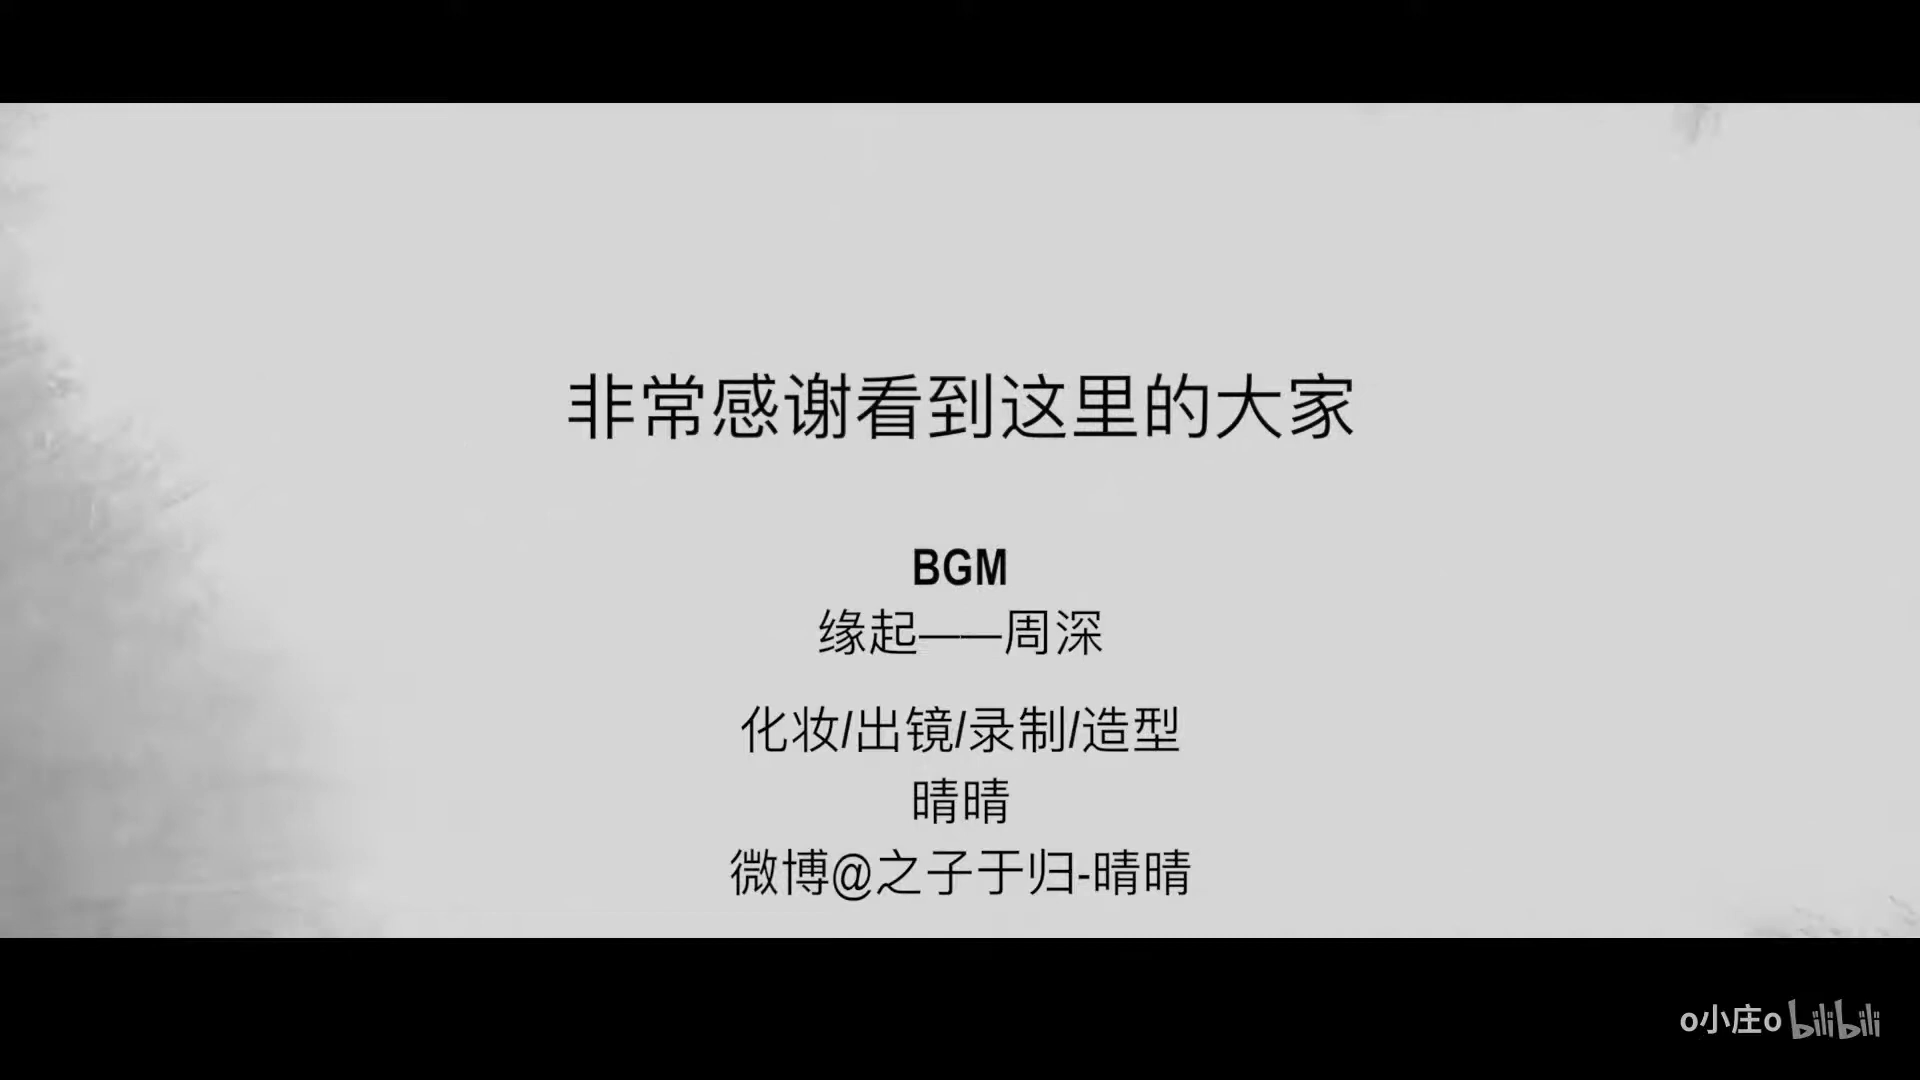 非常感谢看到这里的大家
BGM
缘起——周深
化妆/出镜/录制/造型
晴晴
微博@之子于归-晴晴
o小庄o bilibili